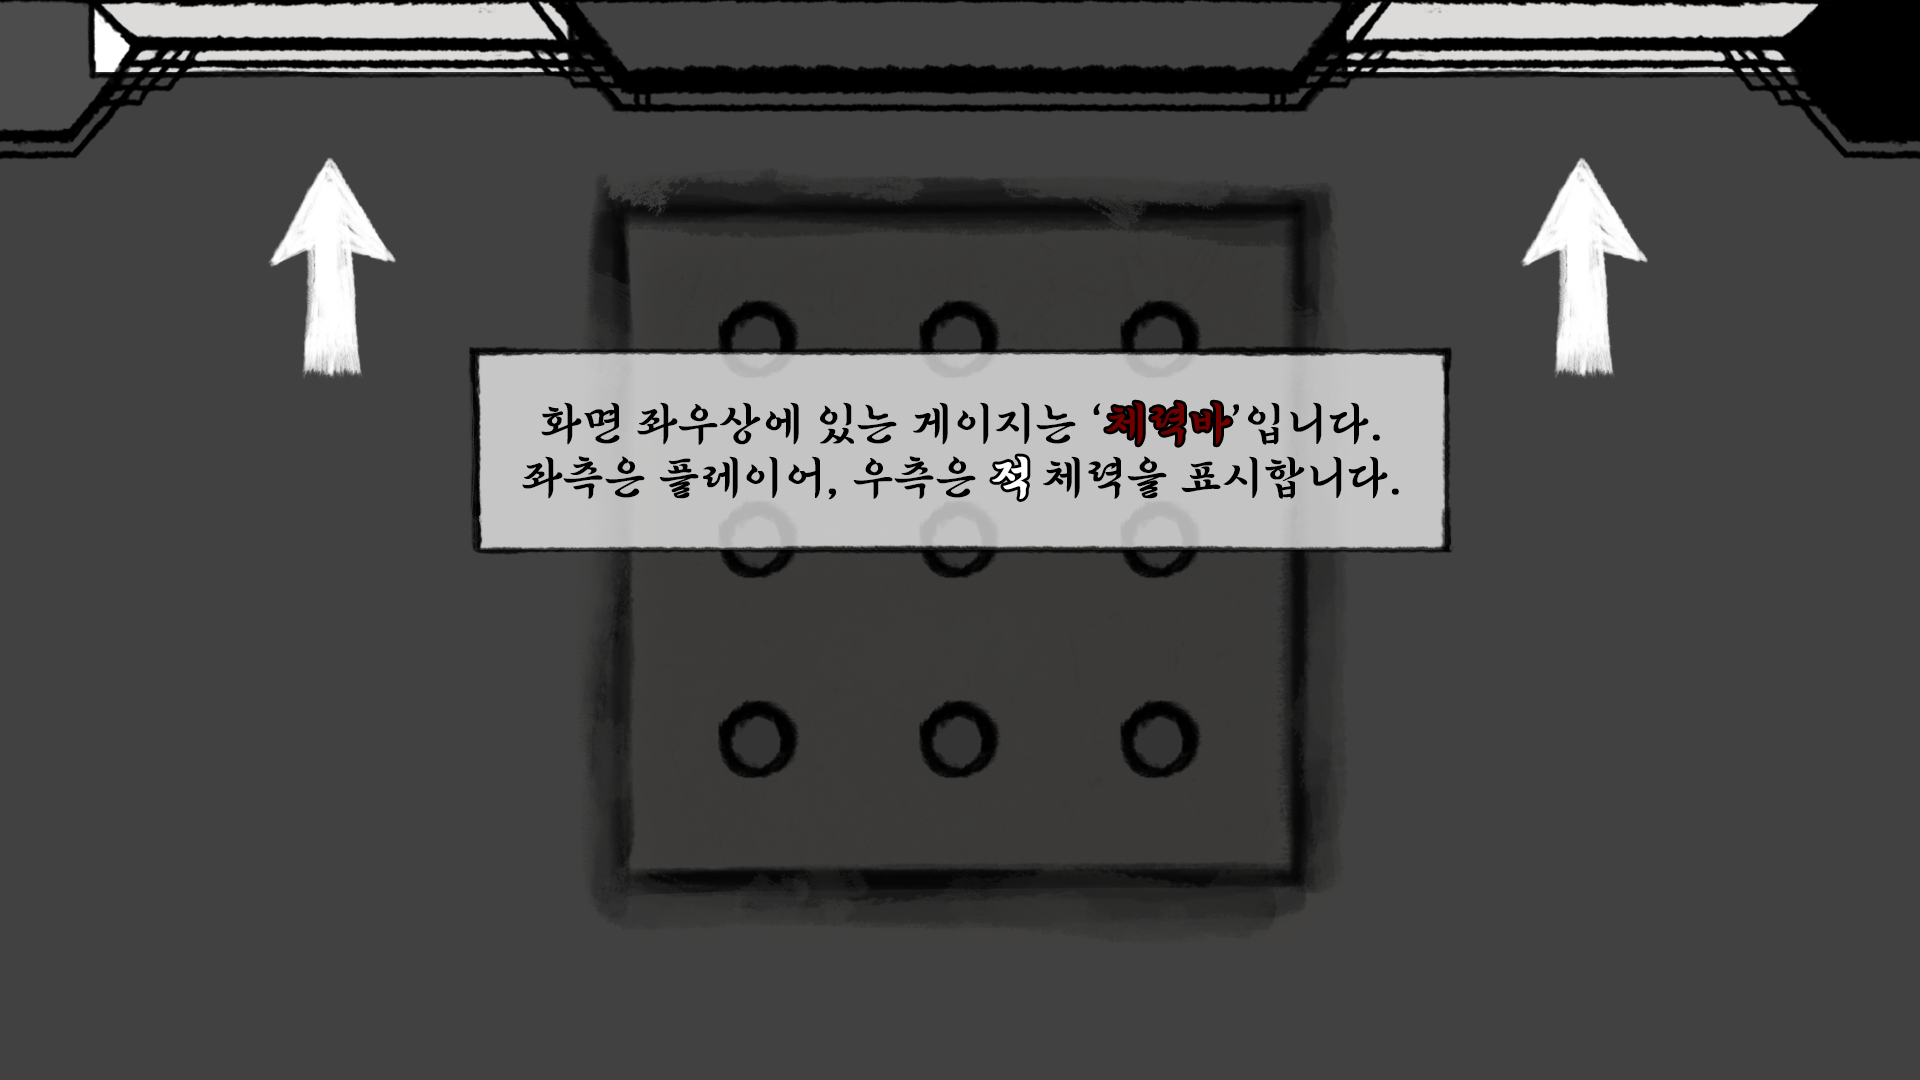 화면 좌우상에 있는 게이지는 ‘체력바’입니다.
좌측은 플레이어, 우측은 적 체력을 표시합니다.